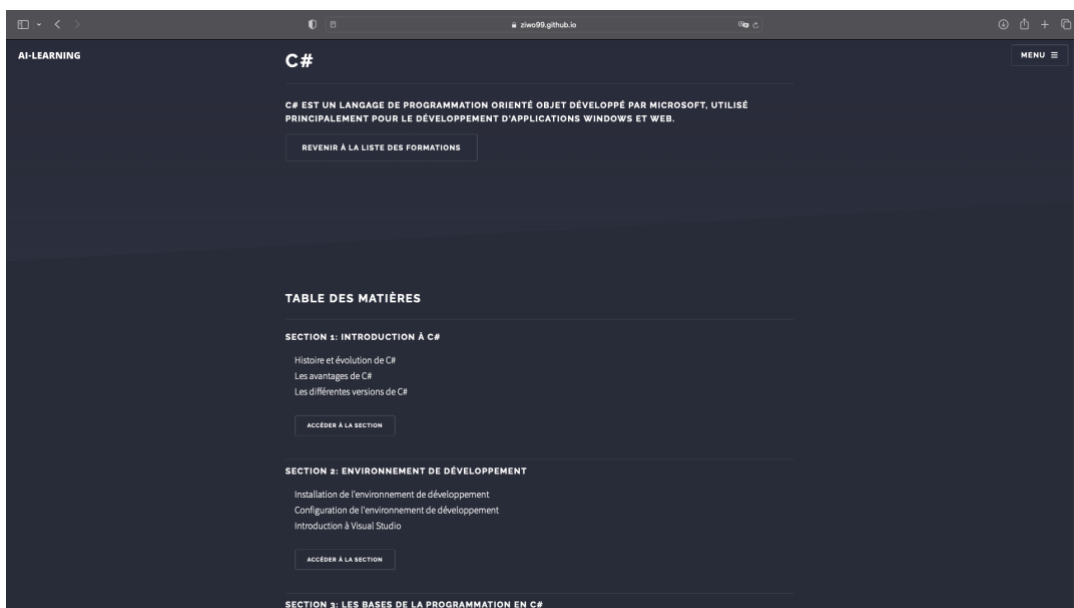 ziwo99.github.io
AI-LEARNING
MENU
C#
C# EST UN LANGAGE DE PROGRAMMATION ORIENTÉ OBJET DÉVELOPPÉ PAR MICROSOFT, UTILISÉ
PRINCIPALEMENT POUR LE DÉVELOPPEMENT D'APPLICATIONS WINDOWS ET WEB.
REVENIR À LA LISTE DES FORMATIONS
TABLE DES MATIÈRES
SECTION 1: INTRODUCTION À C#
Histoire et évolution de C#
Les avantages de C#
Les différentes versions de C#
ACCÉDER À LA SECTION
SECTION 2: ENVIRONNEMENT DE DÉVELOPPEMENT
Installation de l'environnement de développement
Configuration de l'environnement de développement
Introduction à Visual Studio
ACCÉDER À LA SECTION
SECTION 3: LES BASES DE LA PROGRAMMATION EN C#